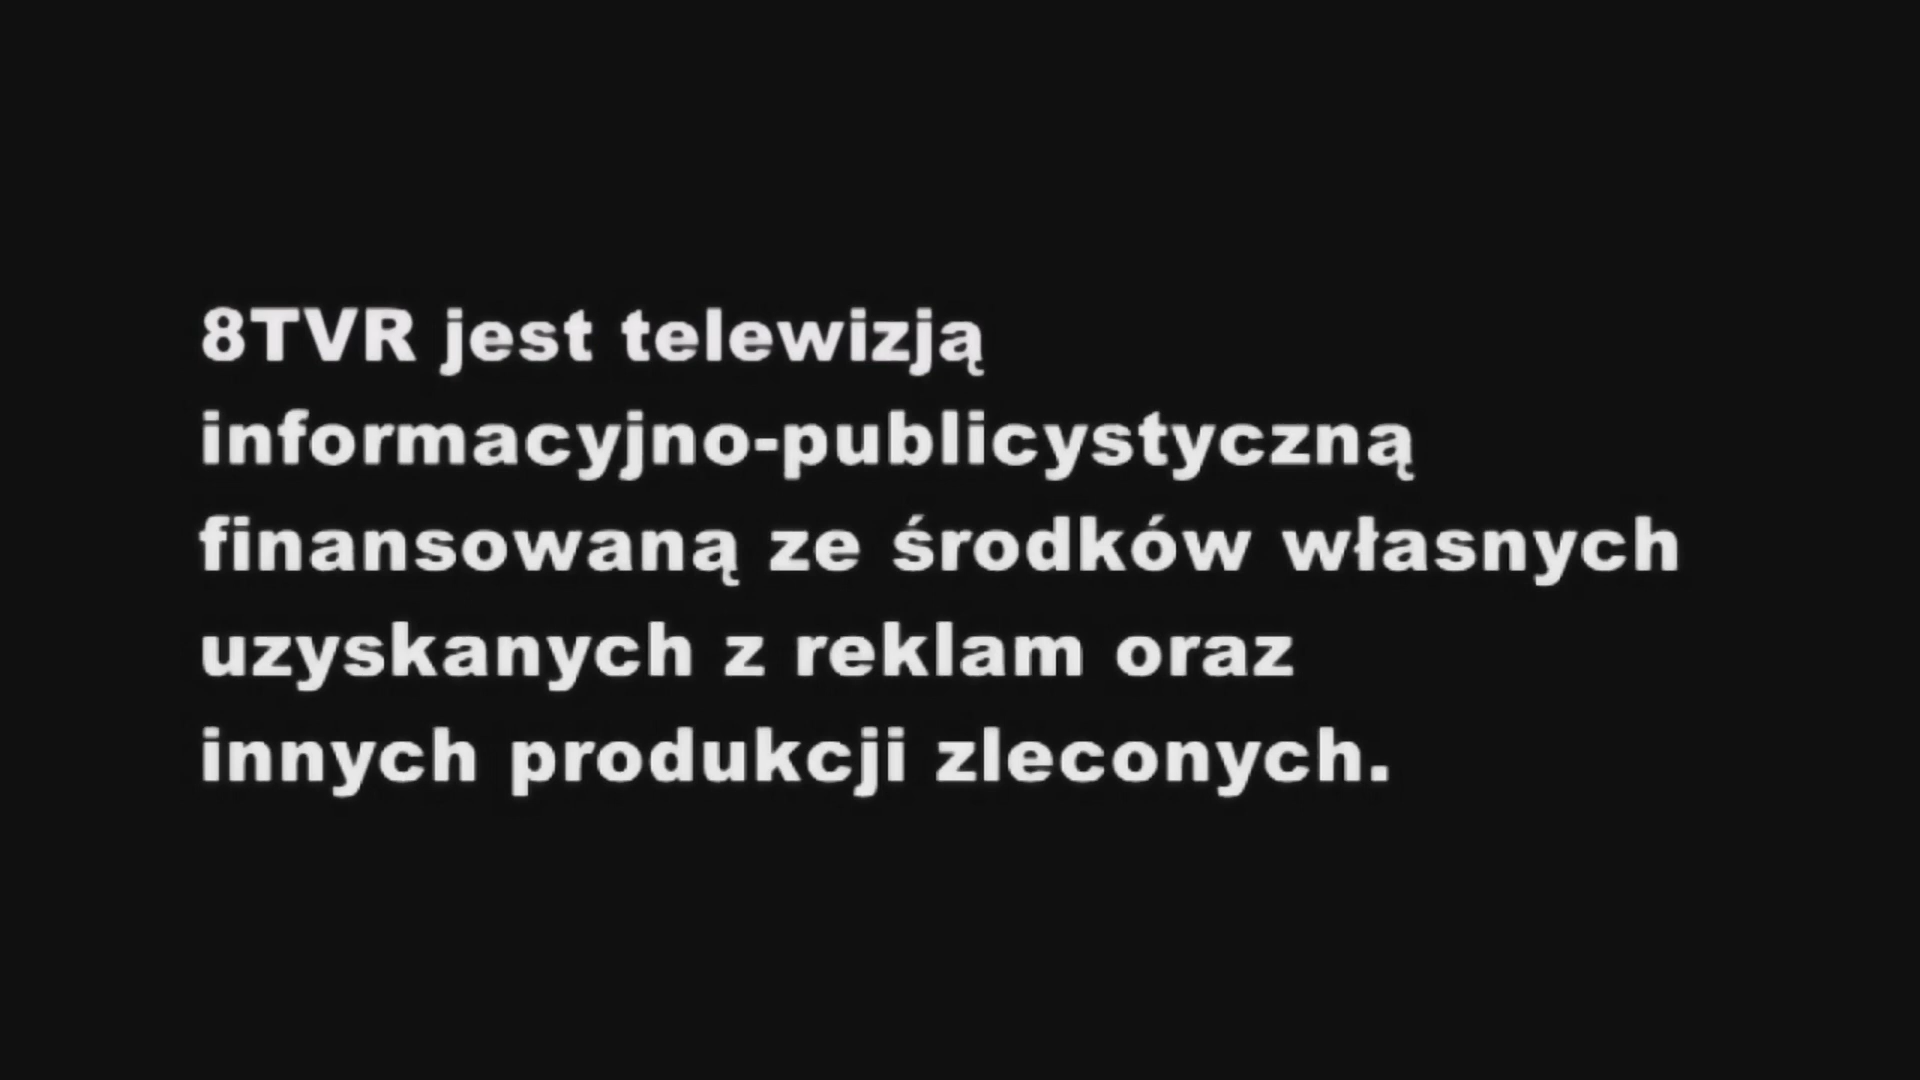 8TVR jest telewizją
informacyjno-publicystyczną
finansowaną ze środków własnych
uzyskanych z reklam oraz
innych produkcji zleconych.